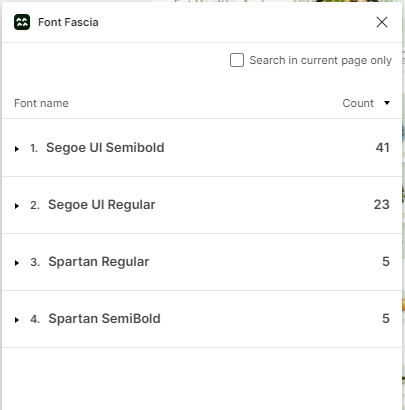 Font Fascia
Search in current page only
Font name Count
1. Segoe UI Semibold 41
2. Segoe UI Regular 23
3. Spartan Regular 5
4. Spartan SemiBold 5